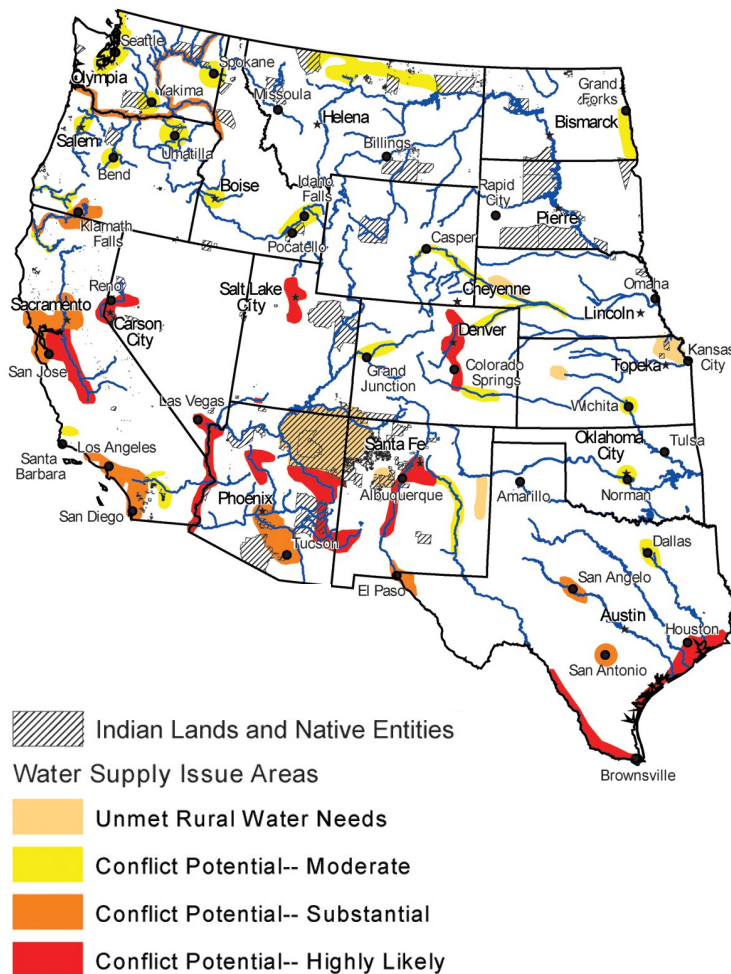 Seattle
Spokane
Olympia
Yakima
Missoula
Helena
Grand
Forks
Bismarck
Salem
Umatilla
Billings
Bend
Boise
Idaho
Falls
Rapid
City
Pierre
Klamath
Falls
Pocatello
Casper
Reno
Salt Lake
City
Cheyenne
Omaha
Sacramento
Lincoln
Carson
City
Denver
San Jose
Grand
Junction
Colorado
Springs
Topeka
Kansas
City
Las Vegas
Wichita
Santa Fe
Oklahoma
City
Tulsa
Los Angeles
Santa
Barbara
Albuquerque
Amarillo
Norman
Phoenix
San Diego
Tucson
Dallas
El Paso
San Angelo
Austin
Houston
San Antonio
Brownsville
Indian Lands and Native Entities
Water Supply Issue Areas
Unmet Rural Water Needs
Conflict Potential-- Moderate
Conflict Potential-- Substantial
Conflict Potential-- Highly Likely